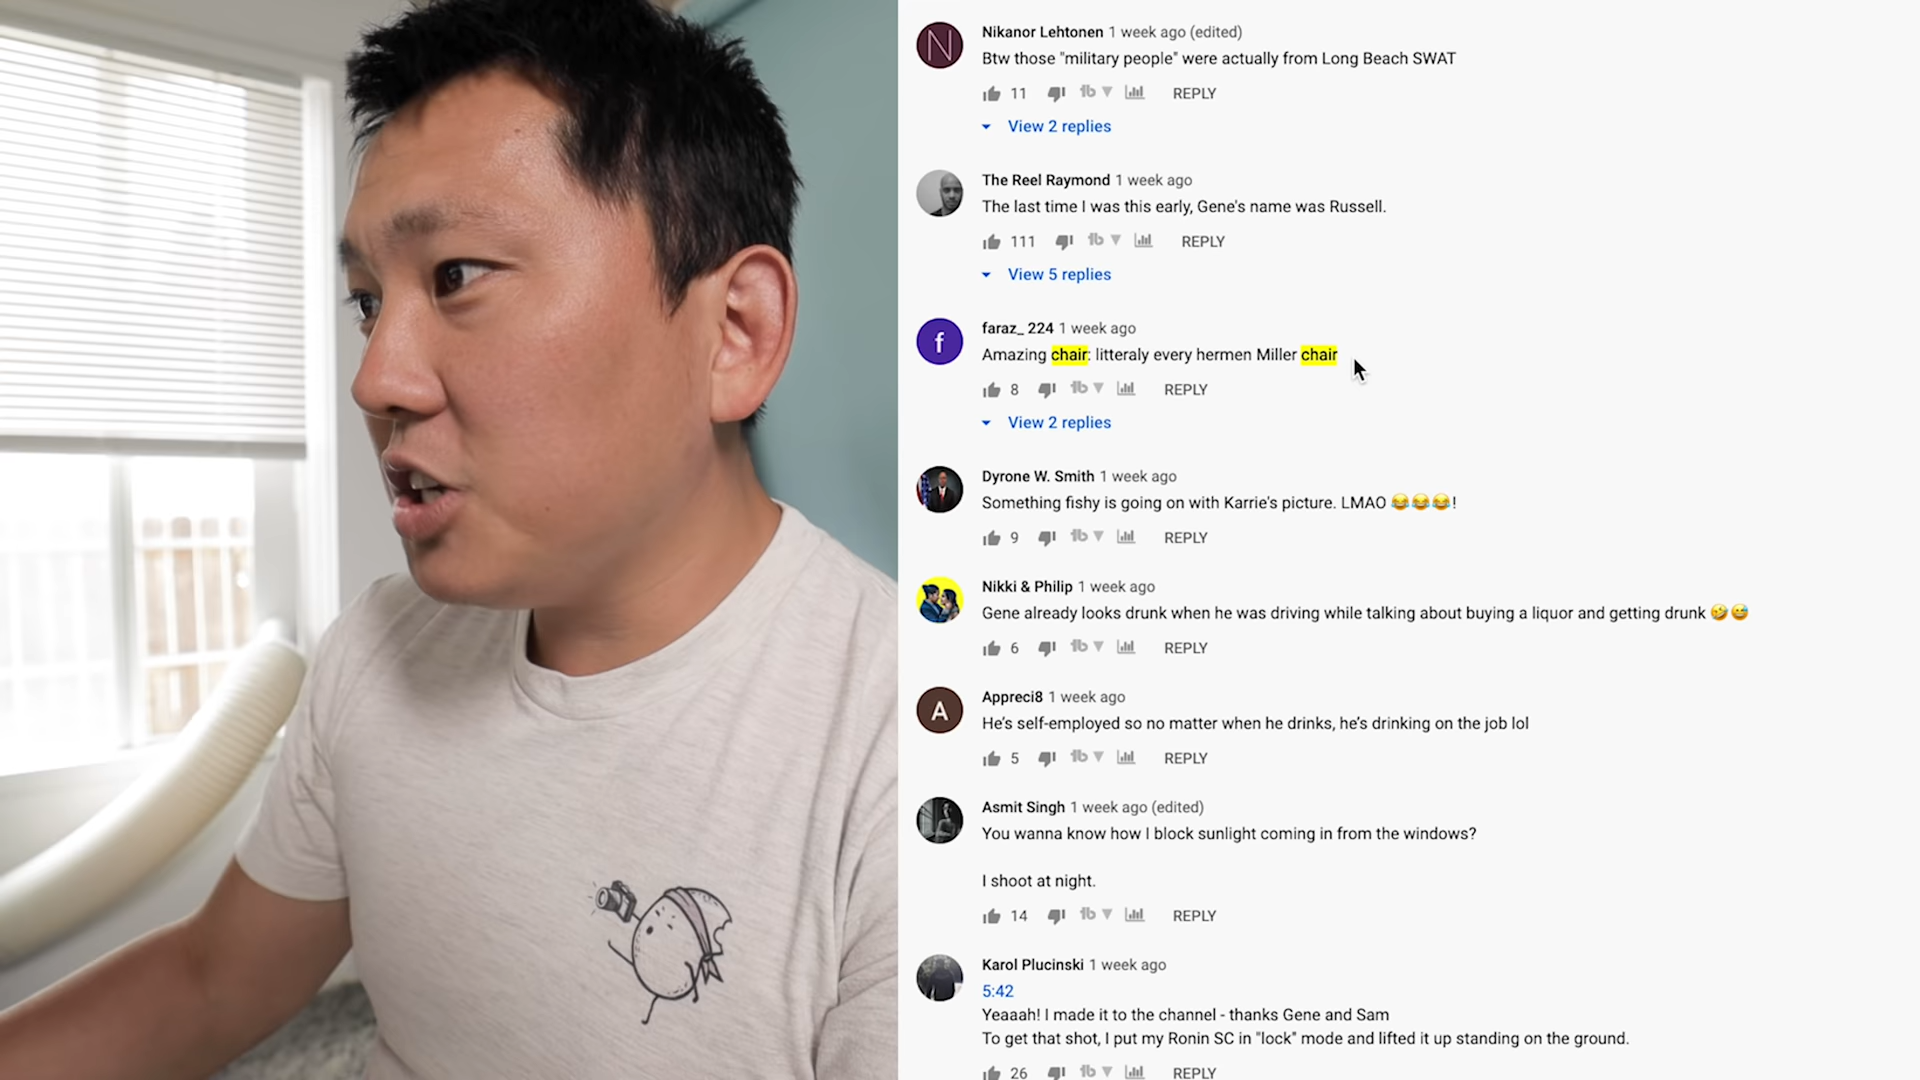 N
Nikanor Lehtonen 1 week ago (edited)
Btw those "military people" were actually from Long Beach SWAT
11 tb REPLY
View 2 replies
The Reel Raymond 1 week ago
The last time I was this early, Gene's name was Russell.
111 tb REPLY
View 5 replies
f
faraz_ 224 1 week ago
Amazing chair: litteraly every hermen Miller chair
8 tb REPLY
View 2 replies
Dyrone W. Smith 1 week ago
Something fishy is going on with Karrie's picture. LMAO 😂😂😂!
9 tb REPLY
Nikki & Philip 1 week ago
Gene already looks drunk when he was driving while talking about buying a liquor and getting drunk 🤣😅
6 tb REPLY
A
Appreci8 1 week ago
He's self-employed so no matter when he drinks, he's drinking on the job lol
5 tb REPLY
Asmit Singh 1 week ago (edited)
You wanna know how I block sunlight coming in from the windows?
I shoot at night.
14 tb REPLY
Karol Plucinski 1 week ago
5:42
Yeaaah! I made it to the channel - thanks Gene and Sam
To get that shot, I put my Ronin SC in "lock" mode and lifted it up standing on the ground.
26 tb REPLY